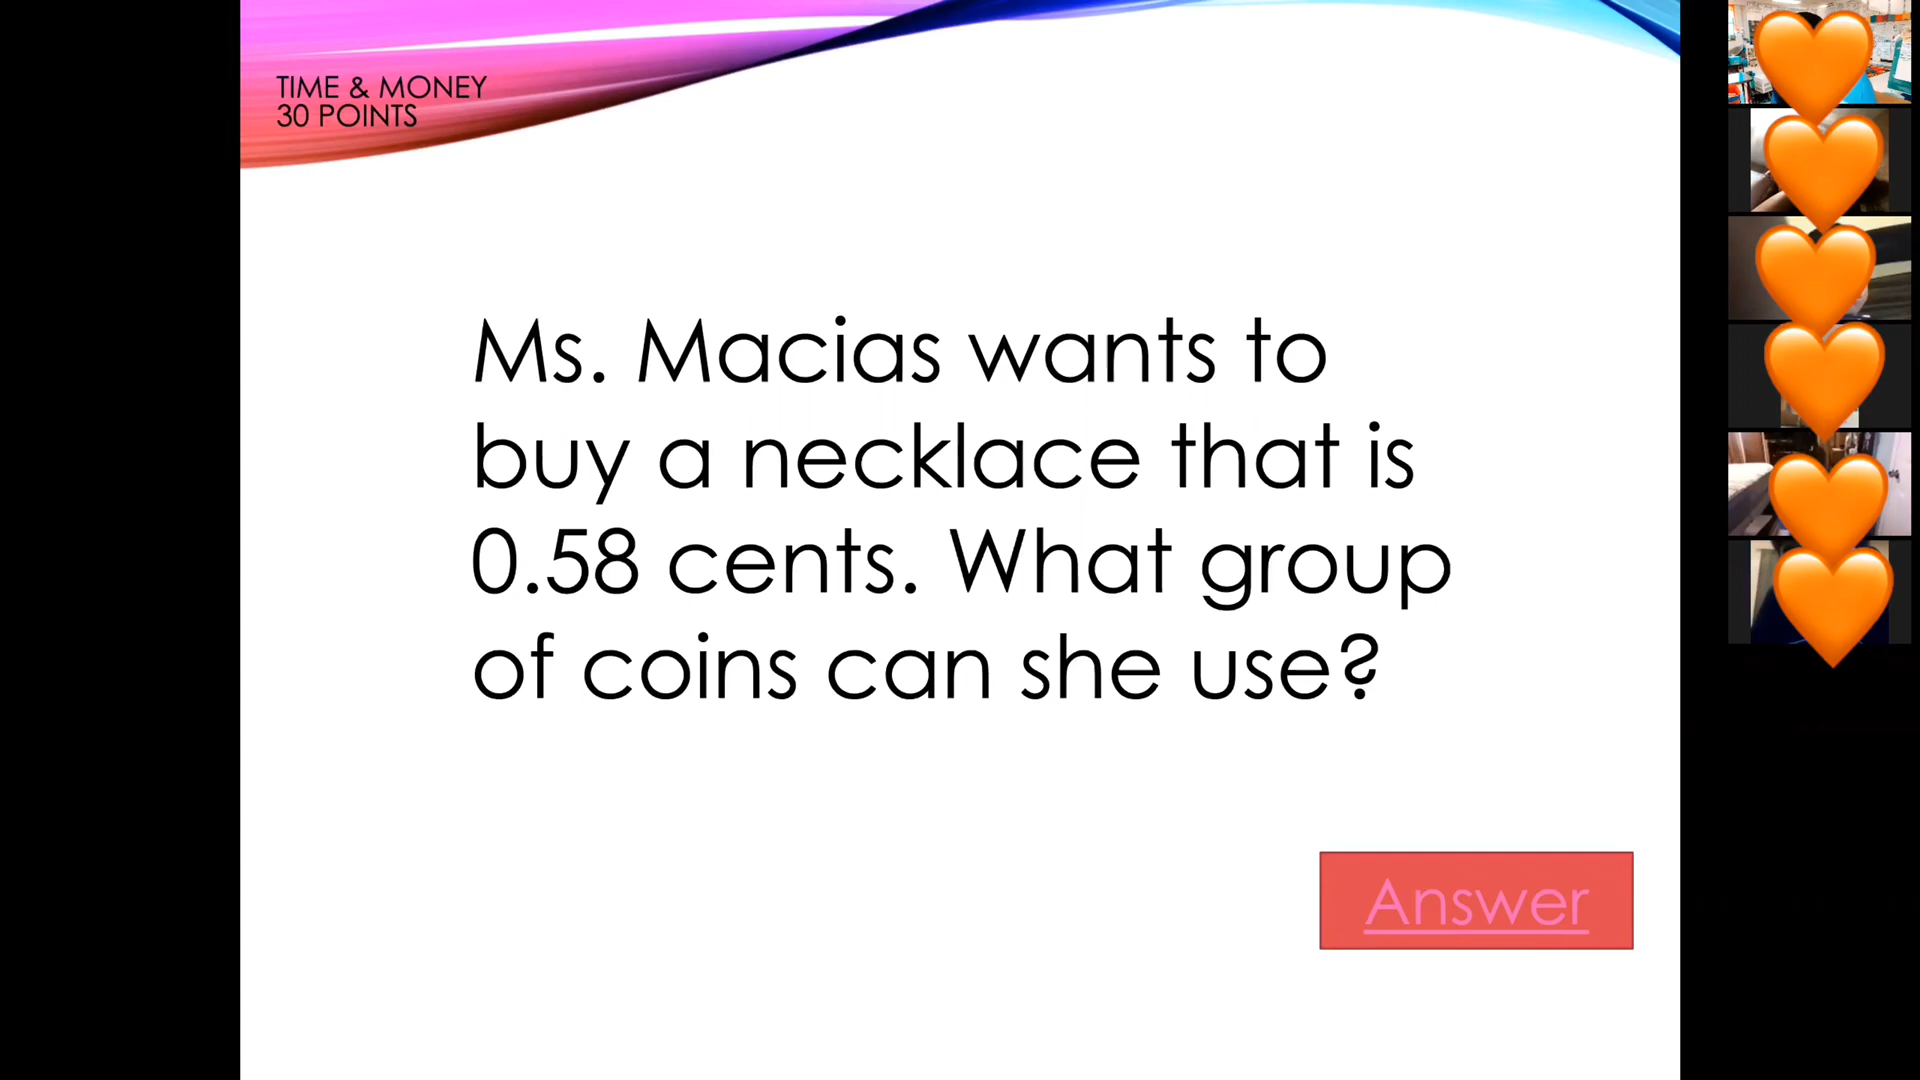 TIME & MONEY
30 POINTS
Ms. Macias wants to
buy a necklace that is
0.58 cents. What group
of coins can she use?
Answer